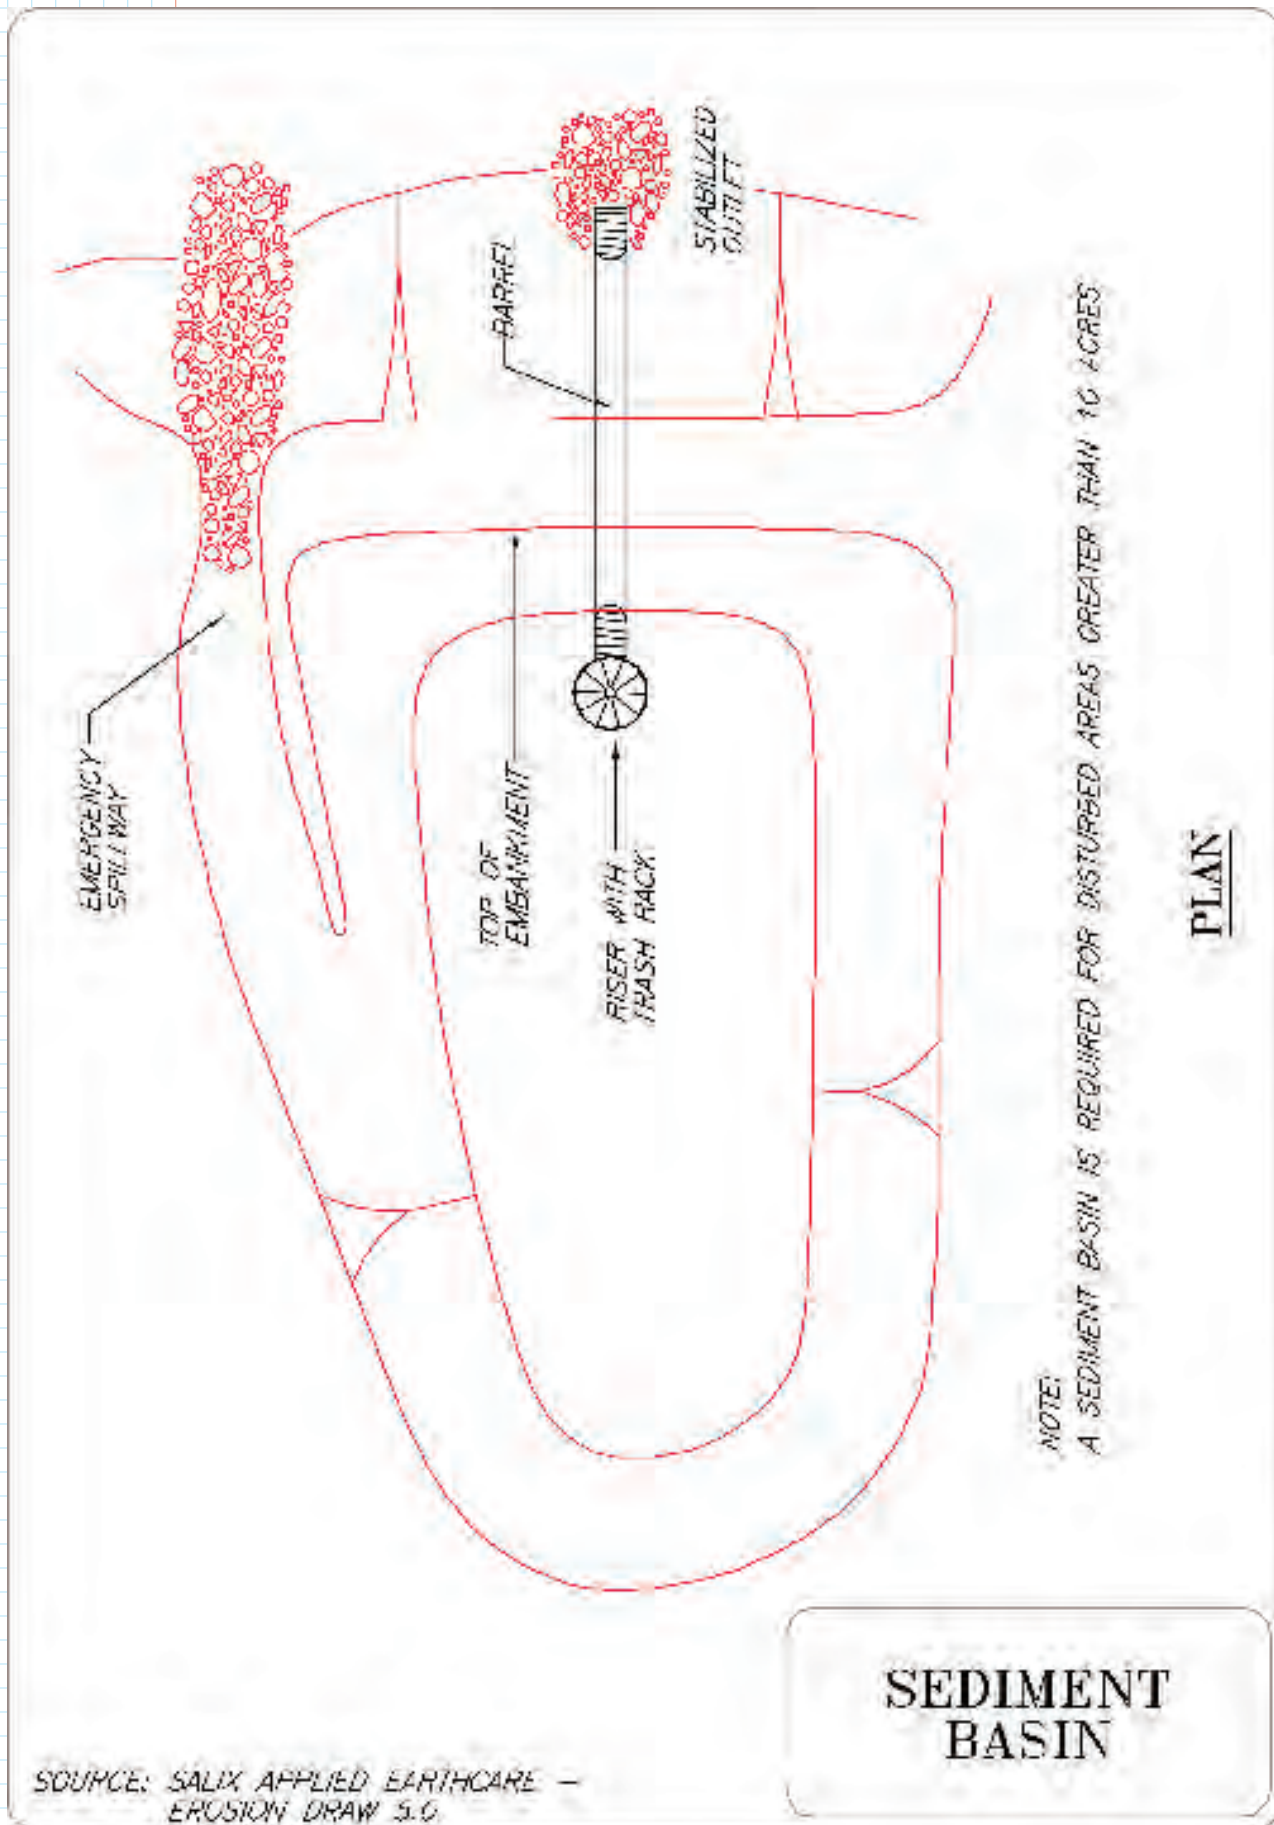 EMERGENCY
SPILLWAY
TOP OF
EMBANKMENT
RISER WITH
TRASH RACK
BARREL
STABILIZED
OUTLET
NOTE:
A SEDIMENT BASIN IS REQUIRED FOR DISTURBED AREAS GREATER THAN 10 ACRES
PLAN
SEDIMENT
BASIN
SOURCE: SALIX APPLIED EARTHCARE –
EROSION DRAW 5.0